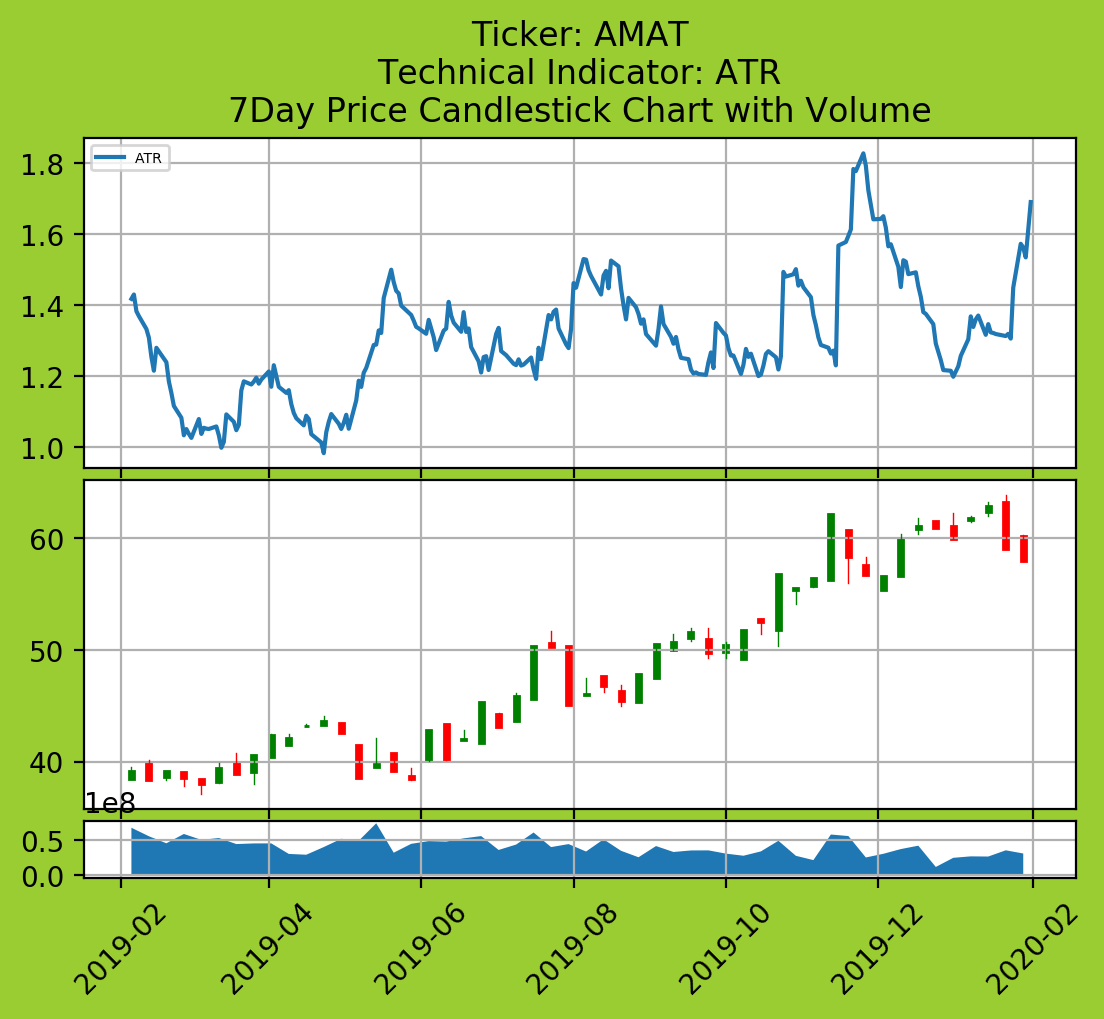 Ticker: AMAT
Technical Indicator: ATR
7Day Price Candlestick Chart with Volume
ATR
1.8
1.6
1.4
1.2
1.0
60
50
40
1e8
0.5
0.0
2019-02 2019-04 2019-06 2019-08 2019-10 2019-12 2020-02